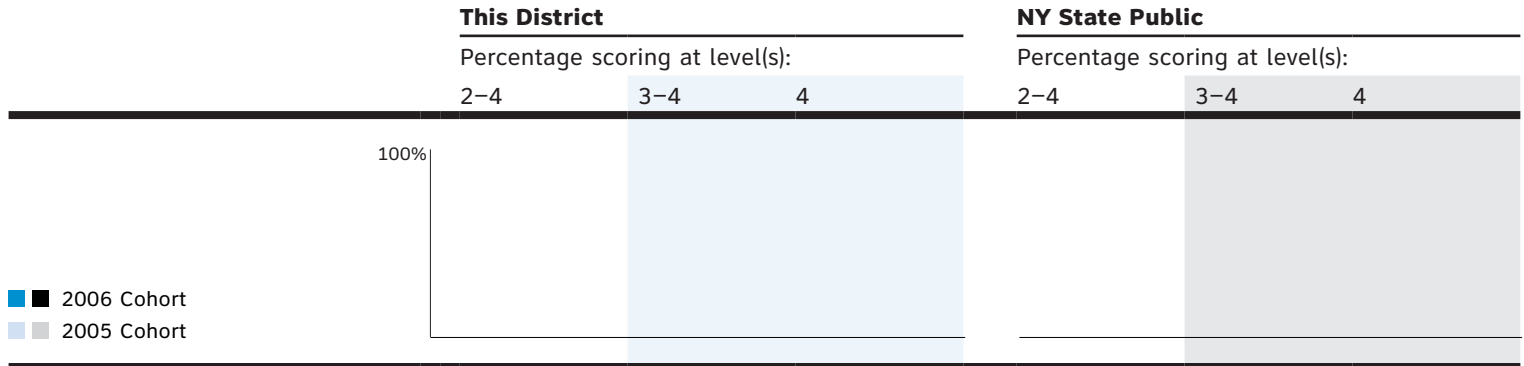 This District
NY State Public
Percentage scoring at level(s):
Percentage scoring at level(s):
2–4 3–4 4
2–4 3–4 4
100%
2006 Cohort
2005 Cohort